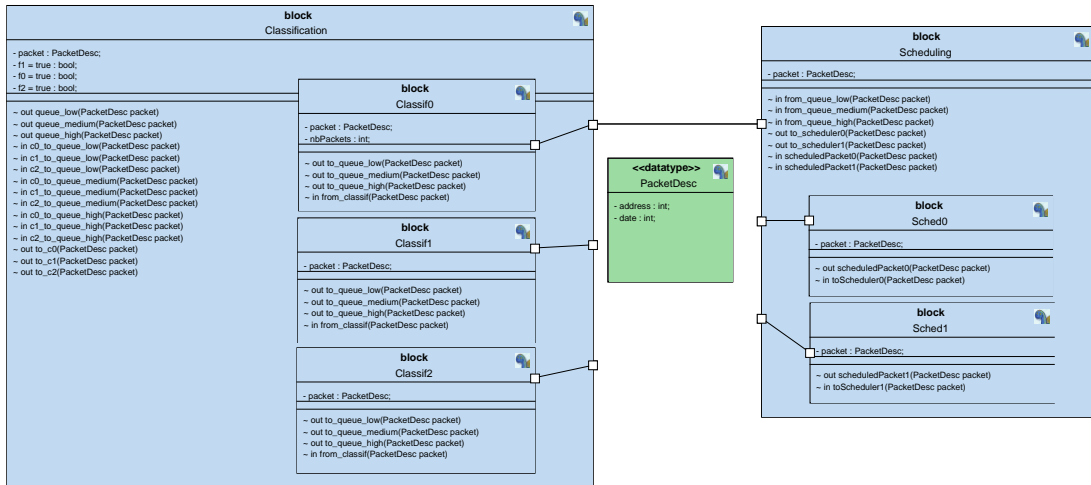 block
Classification
- packet : PacketDesc;
- f1 = true : bool;
- f0 = true : bool;
- f2 = true : bool;
~ out queue_low(PacketDesc packet)
~ out queue_medium(PacketDesc packet)
~ out queue_high(PacketDesc packet)
~ in c0_to_queue_low(PacketDesc packet)
~ in c1_to_queue_low(PacketDesc packet)
~ in c2_to_queue_low(PacketDesc packet)
~ in c0_to_queue_medium(PacketDesc packet)
~ in c1_to_queue_medium(PacketDesc packet)
~ in c2_to_queue_medium(PacketDesc packet)
~ in c0_to_queue_high(PacketDesc packet)
~ in c1_to_queue_high(PacketDesc packet)
~ in c2_to_queue_high(PacketDesc packet)
~ out to_c0(PacketDesc packet)
~ out to_c1(PacketDesc packet)
~ out to_c2(PacketDesc packet)
block
Classif0
- packet : PacketDesc;
- nbPackets : int;
~ out to_queue_low(PacketDesc packet)
~ out to_queue_medium(PacketDesc packet)
~ out to_queue_high(PacketDesc packet)
~ in from_classif(PacketDesc packet)
block
Classif1
- packet : PacketDesc;
~ out to_queue_low(PacketDesc packet)
~ out to_queue_medium(PacketDesc packet)
~ out to_queue_high(PacketDesc packet)
~ in from_classif(PacketDesc packet)
block
Classif2
- packet : PacketDesc;
~ out to_queue_low(PacketDesc packet)
~ out to_queue_medium(PacketDesc packet)
~ out to_queue_high(PacketDesc packet)
~ in from_classif(PacketDesc packet)
<<datatype>>
PacketDesc
- address : int;
- date : int;
block
Scheduling
- packet : PacketDesc;
~ in from_queue_low(PacketDesc packet)
~ in from_queue_medium(PacketDesc packet)
~ in from_queue_high(PacketDesc packet)
~ out to_scheduler0(PacketDesc packet)
~ out to_scheduler1(PacketDesc packet)
~ in scheduledPacket0(PacketDesc packet)
~ in scheduledPacket1(PacketDesc packet)
block
Sched0
- packet : PacketDesc;
~ out scheduledPacket0(PacketDesc packet)
~ in toScheduler0(PacketDesc packet)
block
Sched1
- packet : PacketDesc;
~ out scheduledPacket1(PacketDesc packet)
~ in toScheduler1(PacketDesc packet)